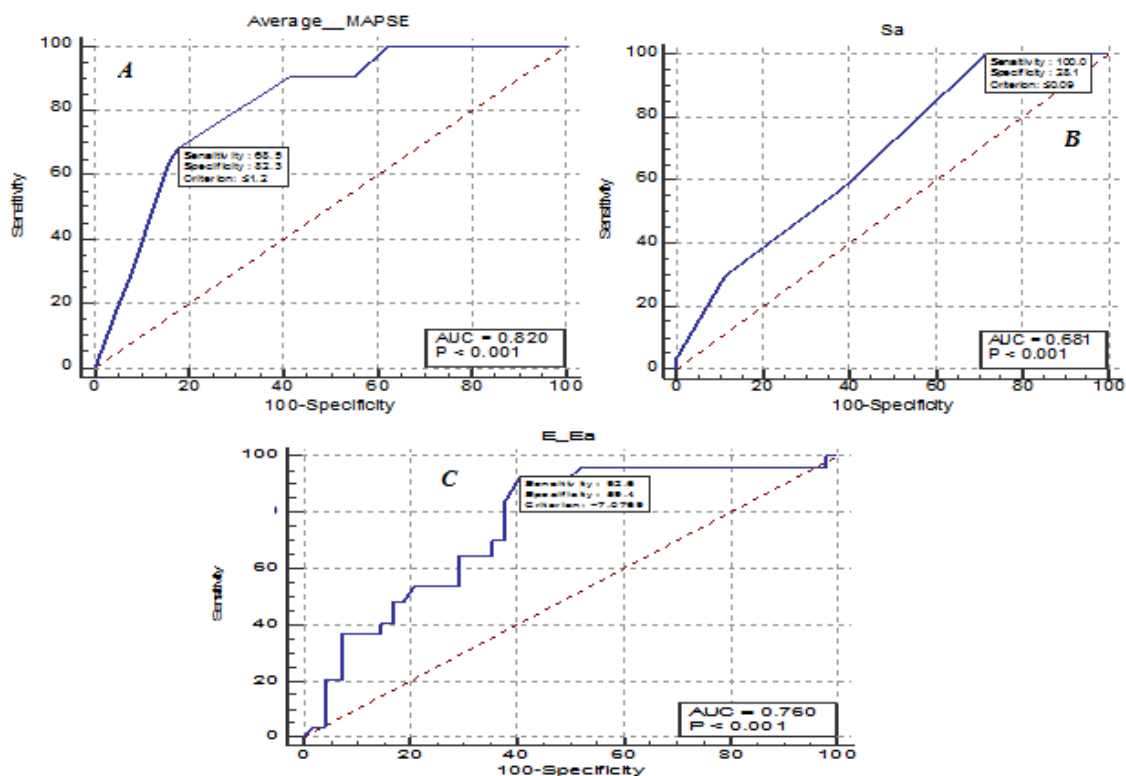 Average__MAPSE
A
100
80
60
40
20
0
Sensitivity
Sensitivity : 68.5
Specificity : 82.3
Criterion: ≤1.2
AUC = 0.820
P < 0.001
0 20 40 60 80 100
100-Specificity
Sa
B
100
80
60
40
20
0
Sensitivity
Sensitivity : 100.0
Specificity :
Criterion: ≤0.09
AUC = 0.681
P < 0.001
0 20 40 60 80 100
100-Specificity
E_Ea
C
100
60
40
20
0
Sensitivity
Sensitivity :
Specificity :
Criterion:
AUC = 0.760
P < 0.001
0 20 40 60 80 100
100-Specificity